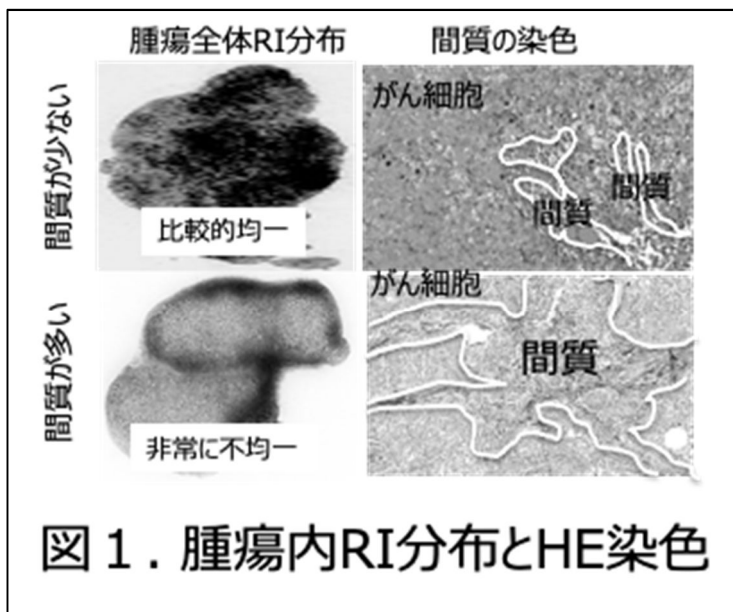 腫瘍全体RI分布
間質の染色
間質が少ない
比較的均一
がん細胞
間質
間質
間質が多い
非常に不均一
がん細胞
間質
図1. 腫瘍内RI分布とHE染色